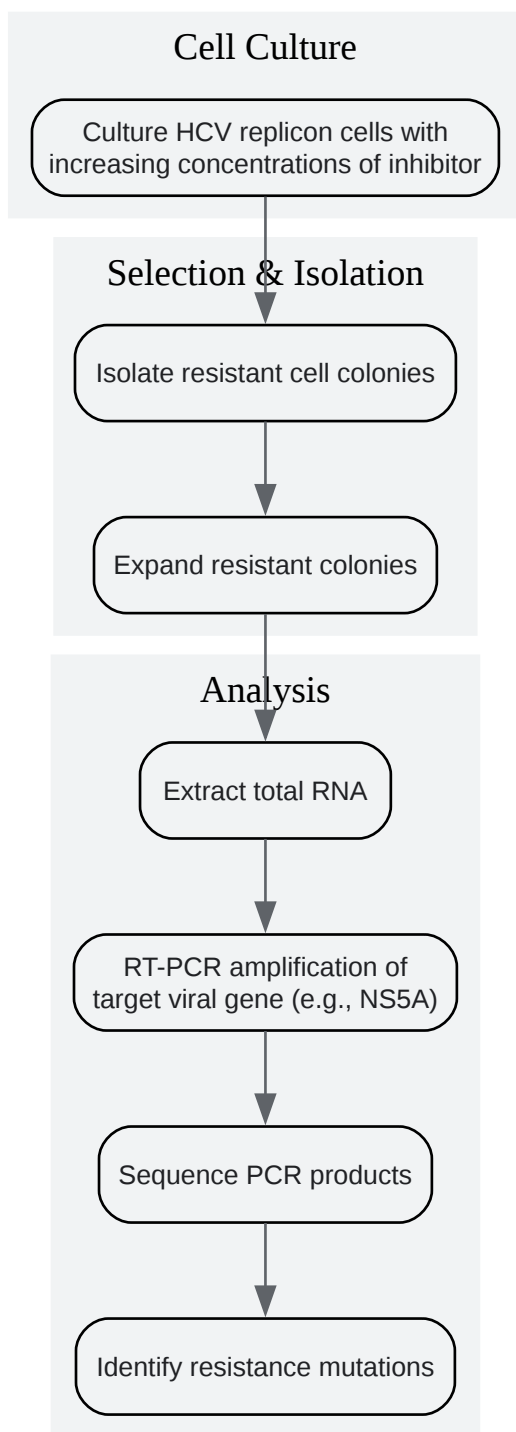 Cell Culture
Culture HCV replicon cells with
increasing concentrations of inhibitor
Selection & Isolation
Isolate resistant cell colonies
Expand resistant colonies
Analysis
Extract total RNA
RT-PCR amplification of
target viral gene (e.g., NS5A)
Sequence PCR products
Identify resistance mutations